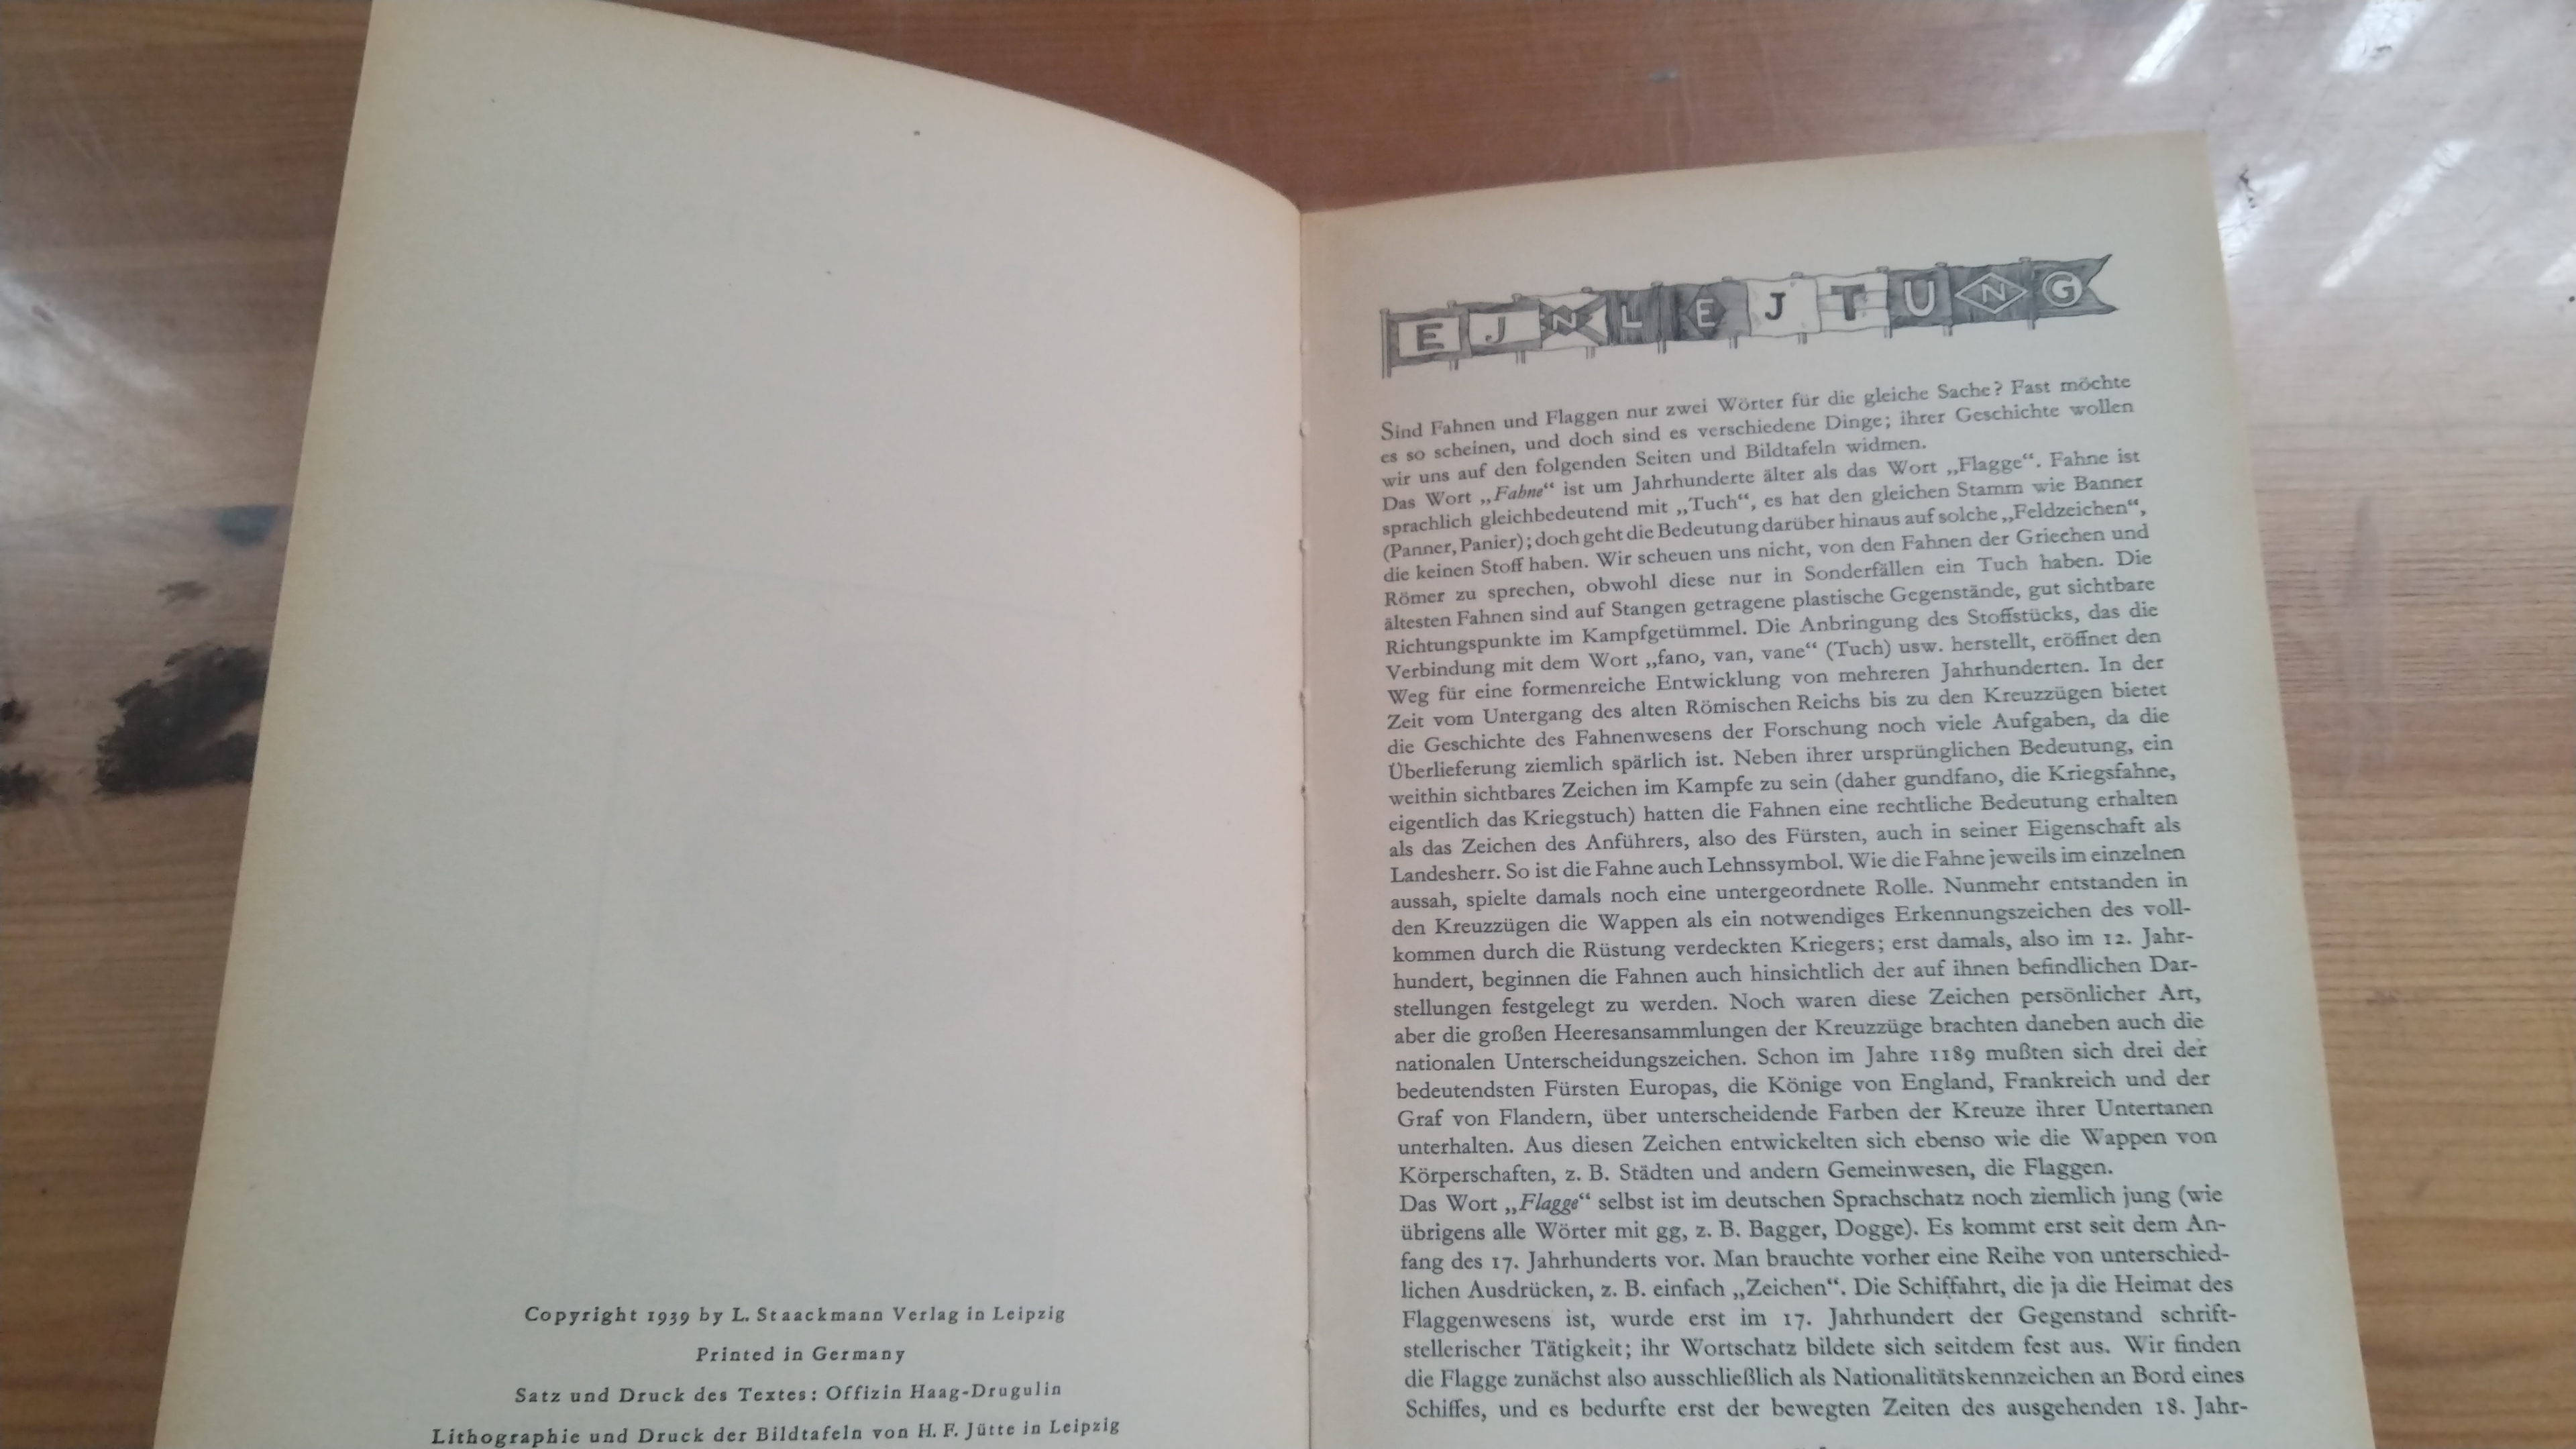 Copyright 1939 by L. Staackmann Verlag in Leipzig
Printed in Germany
Satz und Druck des Textes: Offizin Haag-Drugulin
Lithographie und Druck der Bildtafeln von H. F. Jütte in Leipzig
EJNLEJTUNG
Sind Fahnen und Flaggen nur zwei Wörter für die gleiche Sache? Fast möchte
es so scheinen, und doch sind es verschiedene Dinge; ihrer Geschichte wollen
wir uns auf den folgenden Seiten und Bildtafeln widmen.
Das Wort „Fahne“ ist um Jahrhunderte älter als das Wort „Flagge“. Fahne ist
sprachlich gleichbedeutend mit „Tuch“, es hat den gleichen Stamm wie Banner
(Panner, Panier); doch geht die Bedeutung darüber hinaus auf solche „Feldzeichen“,
die keinen Stoff haben. Wir scheuen uns nicht, von den Fahnen der Griechen und
Römer zu sprechen, obwohl diese nur in Sonderfällen ein Tuch haben. Die
ältesten Fahnen sind auf Stangen getragene plastische Gegenstände, gut sichtbare
Richtungspunkte im Kampfgetümmel. Die Anbringung des Stoffstücks, das die
Verbindung mit dem Wort „fano, van, vane“ (Tuch) usw. herstellt, eröffnet den
Weg für eine formenreiche Entwicklung von mehreren Jahrhunderten. In der
Zeit vom Untergang des alten Römischen Reichs bis zu den Kreuzzügen bietet
die Geschichte des Fahnenwesens der Forschung noch viele Aufgaben, da die
Überlieferung ziemlich spärlich ist. Neben ihrer ursprünglichen Bedeutung, ein
weithin sichtbares Zeichen im Kampfe zu sein (daher gundfano, die Kriegsfahne,
eigentlich das Kriegstuch) hatten die Fahnen eine rechtliche Bedeutung erhalten
als das Zeichen des Anführers, also des Fürsten, auch in seiner Eigenschaft als
Landesherr. So ist die Fahne auch Lehnssymbol. Wie die Fahne jeweils im einzelnen
aussah, spielte damals noch eine untergeordnete Rolle. Nunmehr entstanden in
den Kreuzzügen die Wappen als ein notwendiges Erkennungszeichen des voll-
kommen durch die Rüstung verdeckten Kriegers; erst damals, also im 12. Jahr-
hundert, beginnen die Fahnen auch hinsichtlich der auf ihnen befindlichen Dar-
stellungen festgelegt zu werden. Noch waren diese Zeichen persönlicher Art,
aber die großen Heeresansammlungen der Kreuzzüge brachten daneben auch die
nationalen Unterscheidungszeichen. Schon im Jahre 1189 mußten sich drei der
bedeutendsten Fürsten Europas, die Könige von England, Frankreich und der
Graf von Flandern, über unterscheidende Farben der Kreuze ihrer Untertanen
unterhalten. Aus diesen Zeichen entwickelten sich ebenso wie die Wappen von
Körperschaften, z. B. Städten und andern Gemeinwesen, die Flaggen.
Das Wort „Flagge“ selbst ist im deutschen Sprachschatz noch ziemlich jung (wie
übrigens alle Wörter mit gg, z. B. Bagger, Dogge). Es kommt erst seit dem An-
fang des 17. Jahrhunderts vor. Man brauchte vorher eine Reihe von unterschied-
lichen Ausdrücken, z. B. einfach „Zeichen“. Die Schiffahrt, die ja die Heimat des
Flaggenwesens ist, wurde erst im 17. Jahrhundert der Gegenstand schrift-
stellerischer Tätigkeit; ihr Wortschatz bildete sich seitdem fest aus. Wir finden
die Flagge zunächst also ausschließlich als Nationalitätskennzeichen an Bord eines
Schiffes, und es bedurfte erst der bewegten Zeiten des ausgehenden 18. Jahr-